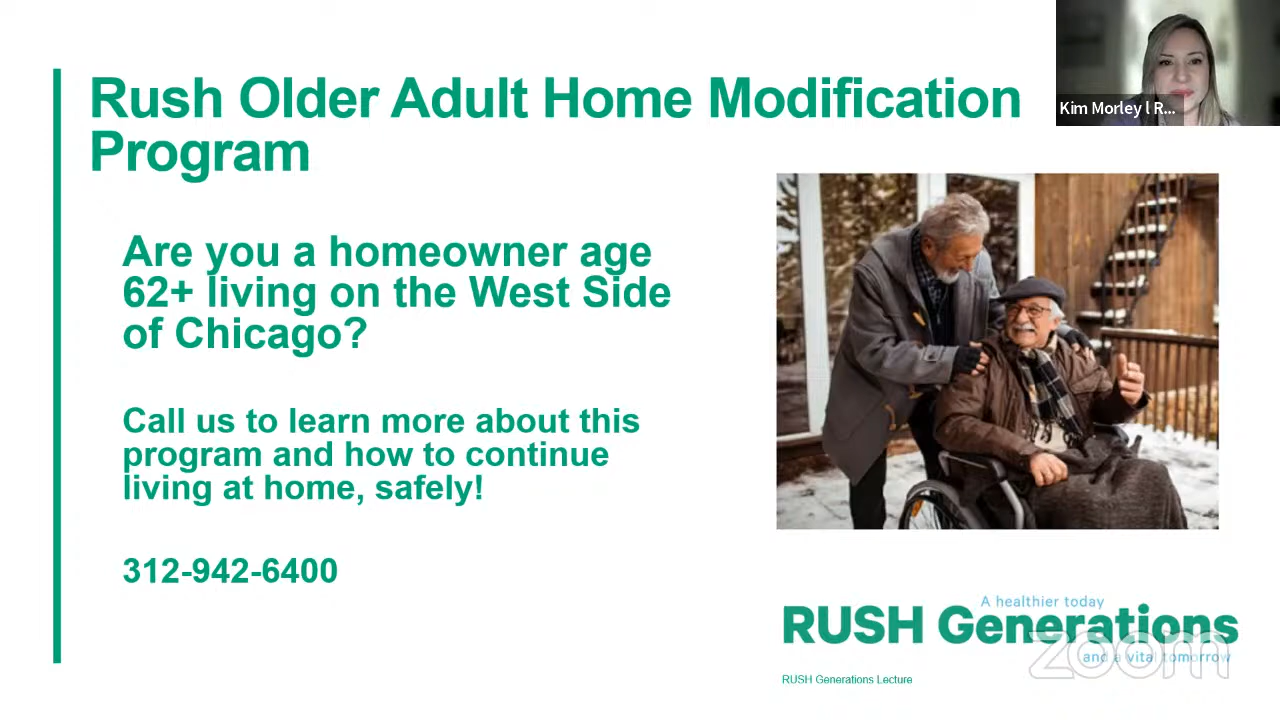 Rush Older Adult Home Modification
Program
Kim Morley l R...
Are you a homeowner age
62+ living on the West Side
of Chicago?
Call us to learn more about this
program and how to continue
living at home, safely!
312-942-6400
A healthier today
RUSH Generations
and a vital tomorrow
zoom
RUSH Generations Lecture